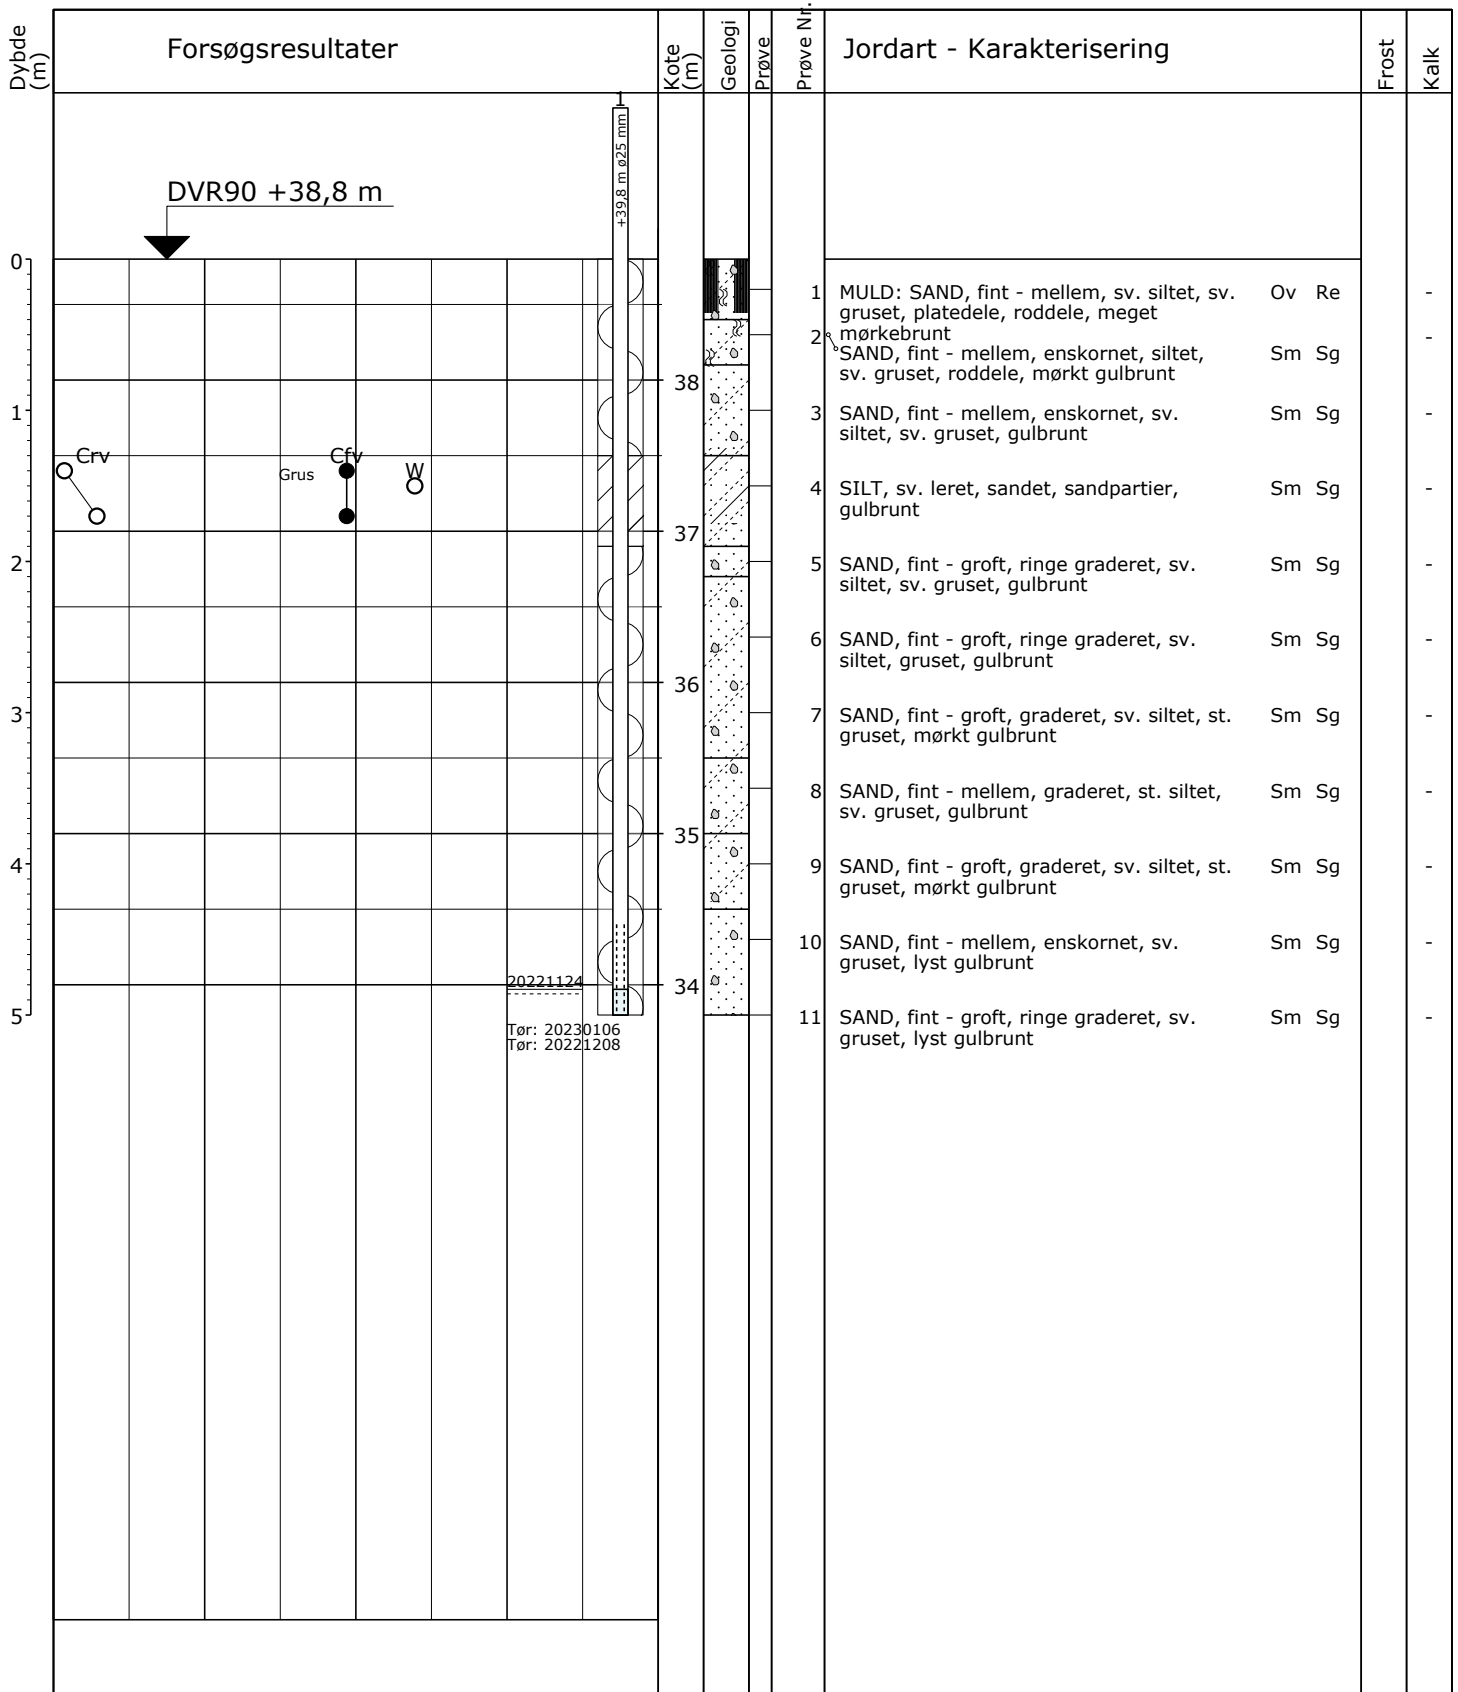 Dybde
(m)
Forsøgsresultater
Kote
(m)
Geologi
Prøve
Prøve Nr.
Jordart - Karakterisering
Frost
Kalk
1
+39,8 m ø25 mm
DVR90 +38,8 m
0
1 MULD: SAND, fint - mellem, sv. siltet, sv. Ov Re -
gruset, platedele, roddele, meget
mørkebrunt
2 -
SAND, fint - mellem, enskornet, siltet, Sm Sg
sv. gruset, roddele, mørkt gulbrunt
38
1
3 SAND, fint - mellem, enskornet, sv. Sm Sg -
siltet, sv. gruset, gulbrunt
Crv Cfv
Grus W
4 SILT, sv. leret, sandet, sandpartier, Sm Sg -
gulbrunt
37
2
5 SAND, fint - groft, ringe graderet, sv. Sm Sg -
siltet, sv. gruset, gulbrunt
6 SAND, fint - groft, ringe graderet, sv. Sm Sg -
siltet, gruset, gulbrunt
36
3
7 SAND, fint - groft, graderet, sv. siltet, st. Sm Sg -
gruset, mørkt gulbrunt
8 SAND, fint - mellem, graderet, st. siltet, Sm Sg -
sv. gruset, gulbrunt
35
4
9 SAND, fint - groft, graderet, sv. siltet, st. Sm Sg -
gruset, mørkt gulbrunt
10 SAND, fint - mellem, enskornet, sv. Sm Sg -
gruset, lyst gulbrunt
20221124
34
5
11 SAND, fint - groft, ringe graderet, sv. Sm Sg -
gruset, lyst gulbrunt
Tør: 20230106
Tør: 20221208